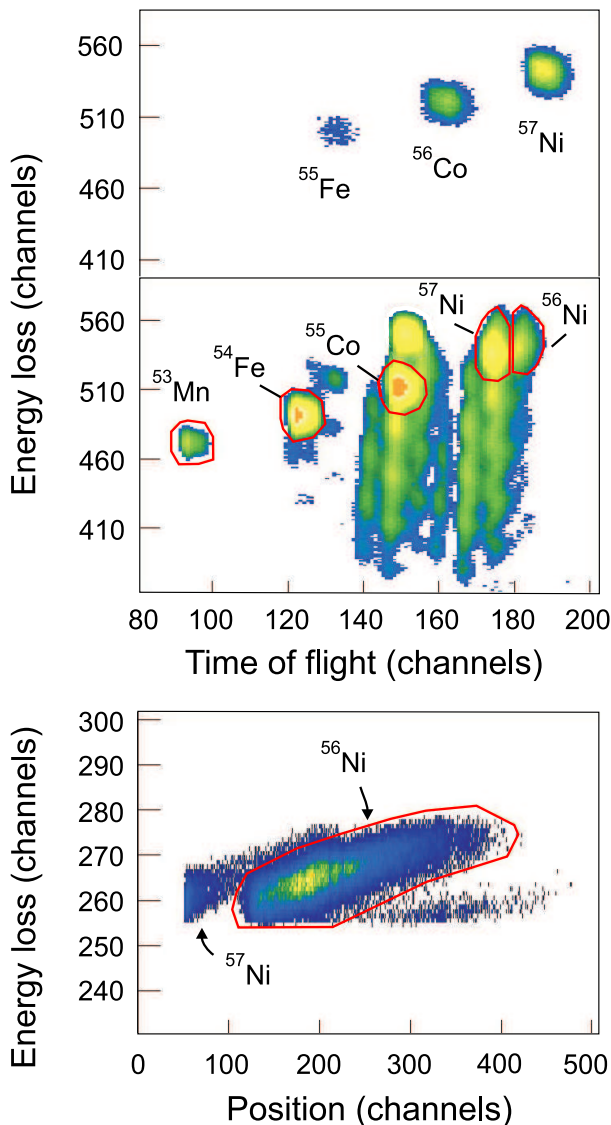 Energy loss (channels)
560
510
460
410
⁵⁵Fe
⁵⁶Co
⁵⁷Ni
560
510
460
410
⁵³Mn
⁵⁴Fe
⁵⁵Co
⁵⁷Ni
⁵⁶Ni
80 100 120 140 160 180 200
Time of flight (channels)
Energy loss (channels)
300
290
280
270
260
250
240
⁵⁶Ni
⁵⁷Ni
0 100 200 300 400 500
Position (channels)